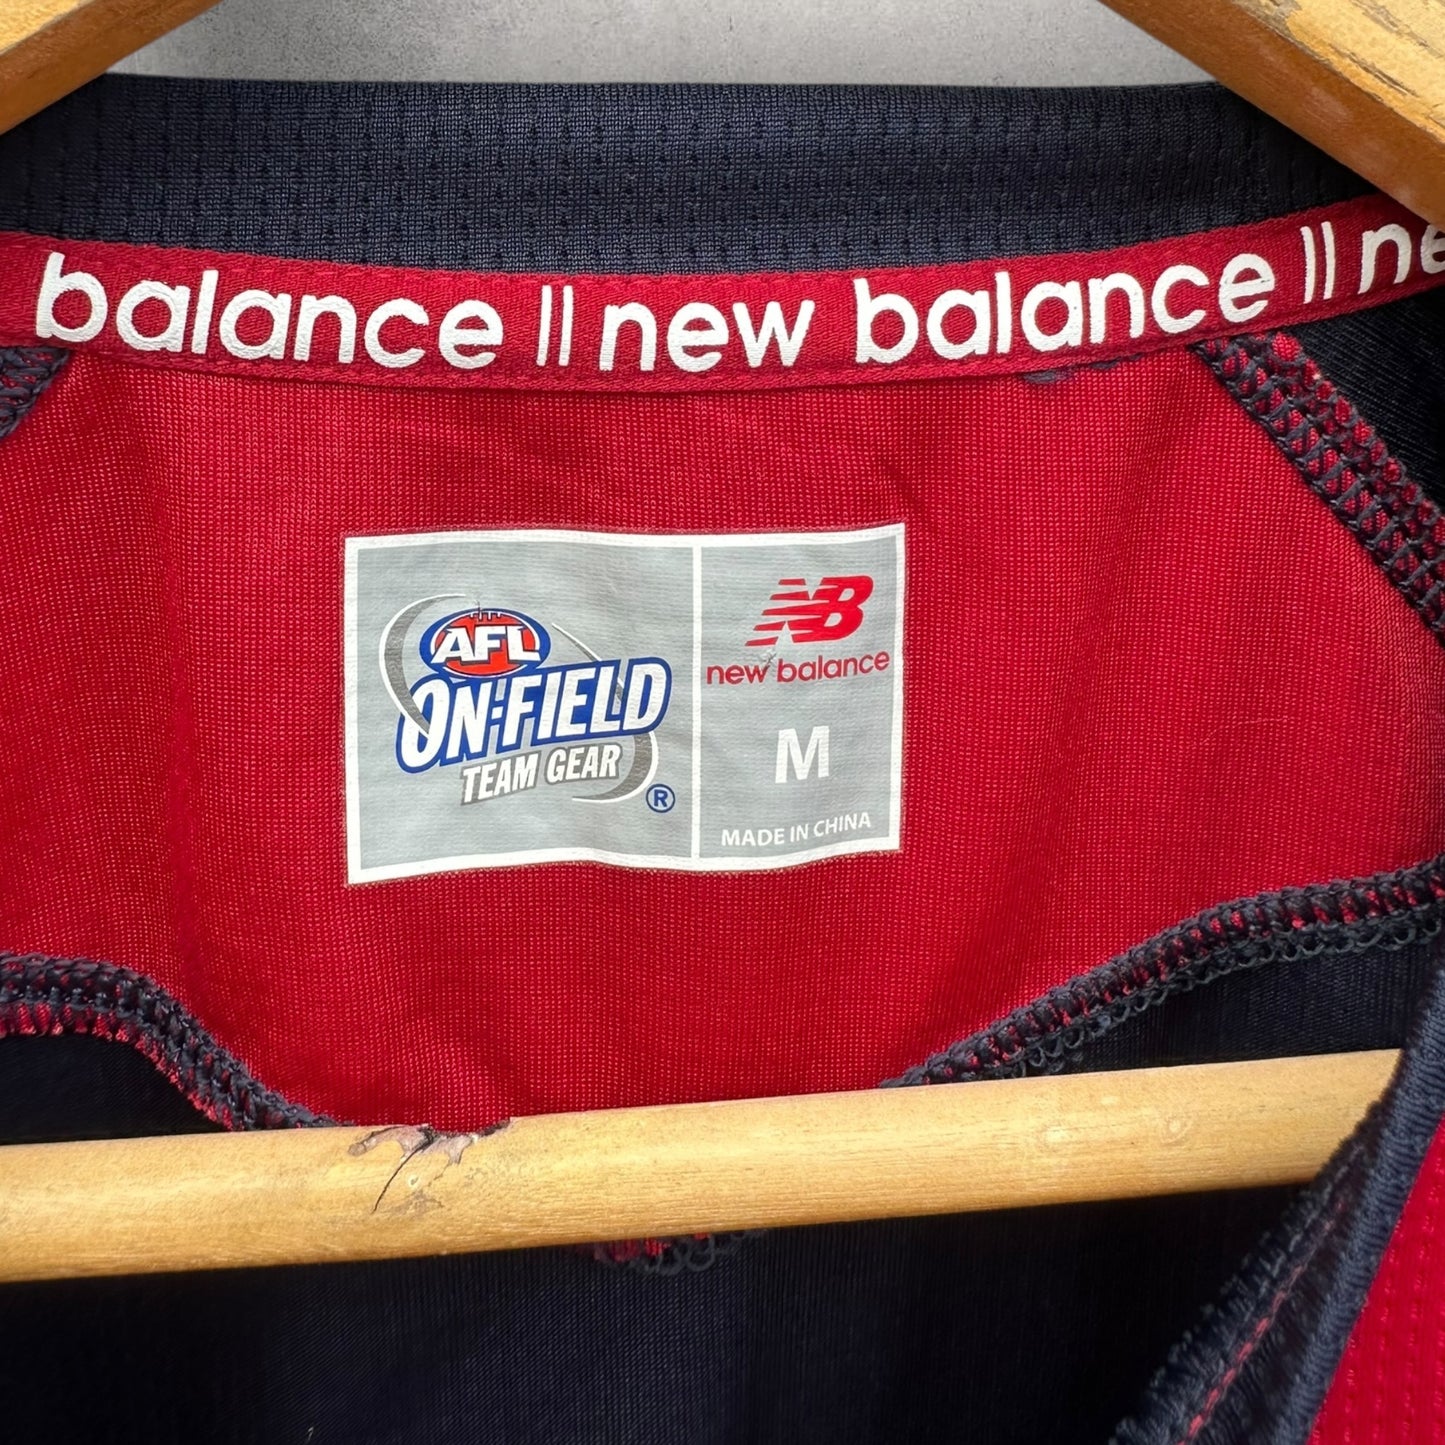 balance || new balance || ne
AFL
ON:FIELD
TEAM GEAR
®
NB
new balance
M
MADE IN CHINA